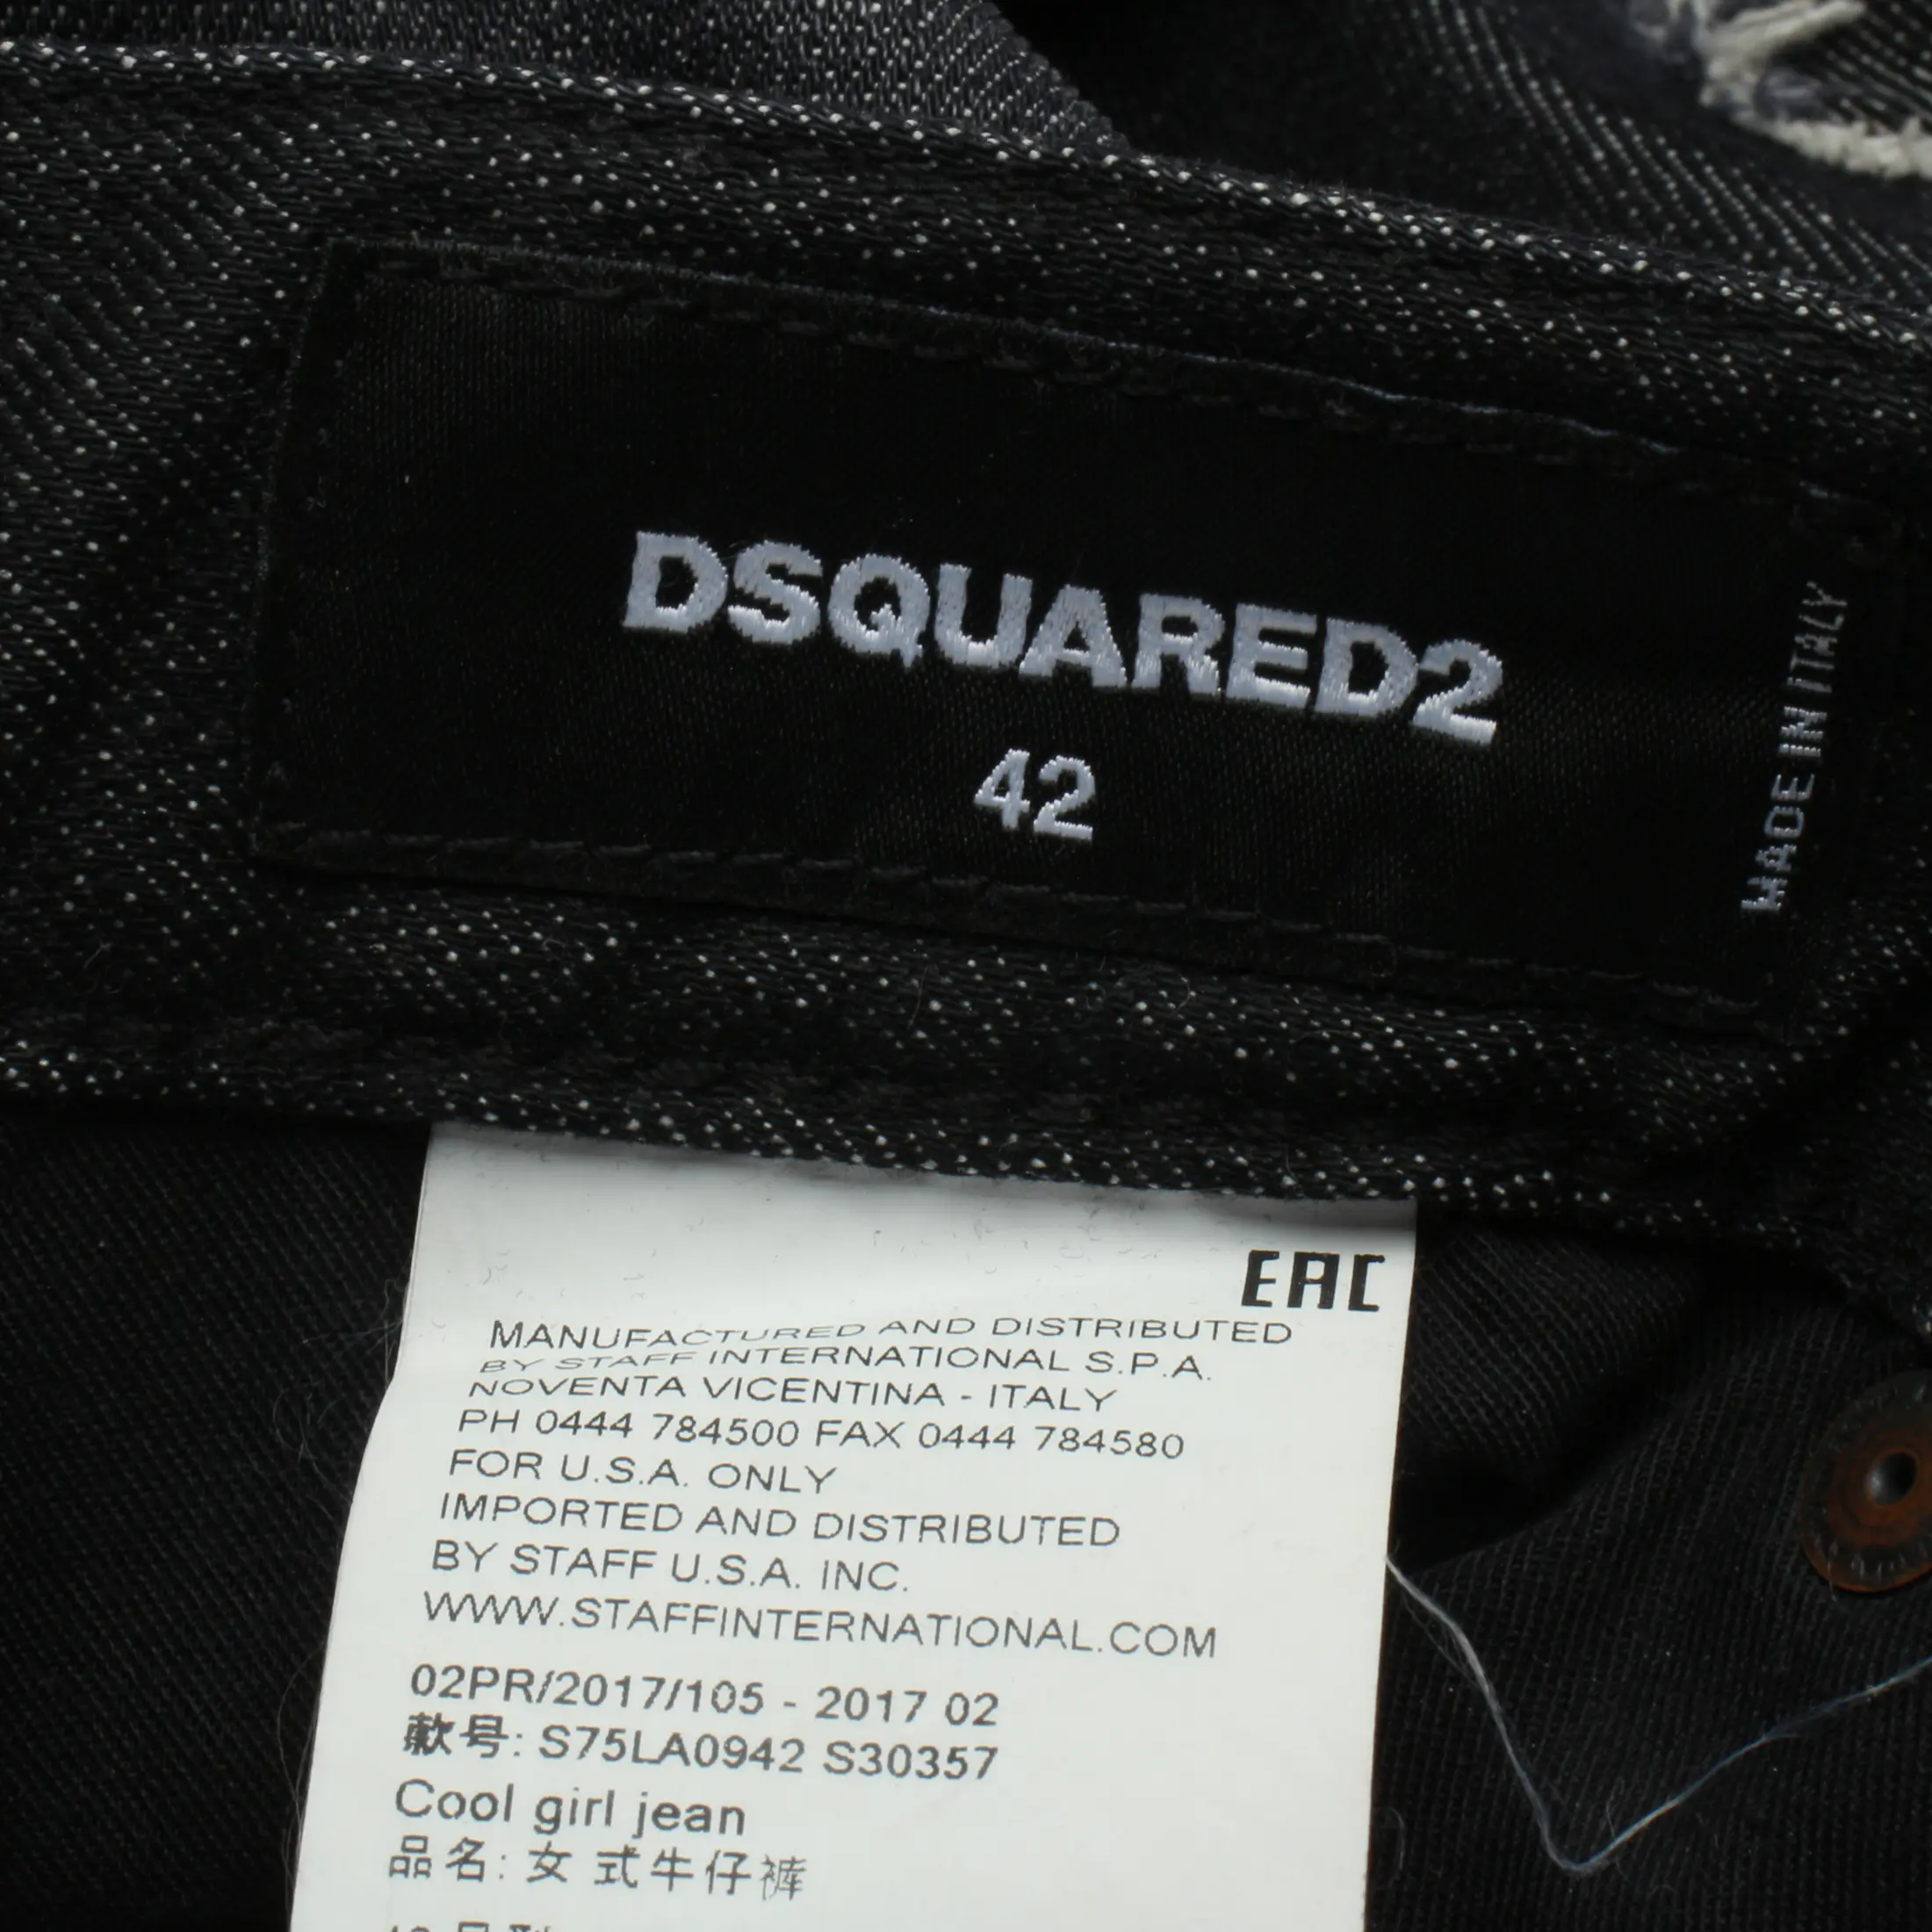 DSQUARED2
42
MADE IN ITALY
EAC
MANUFACTURED AND DISTRIBUTED
BY STAFF INTERNATIONAL S.P.A.
NOVENTA VICENTINA - ITALY
PH 0444 784500 FAX 0444 784580
FOR U.S.A. ONLY
IMPORTED AND DISTRIBUTED
BY STAFF U.S.A. INC.
WWW.STAFFINTERNATIONAL.COM
02PR/2017/105 - 2017 02
款号: S75LA0942 S30357
Cool girl jean
品名: 女 式牛仔裤